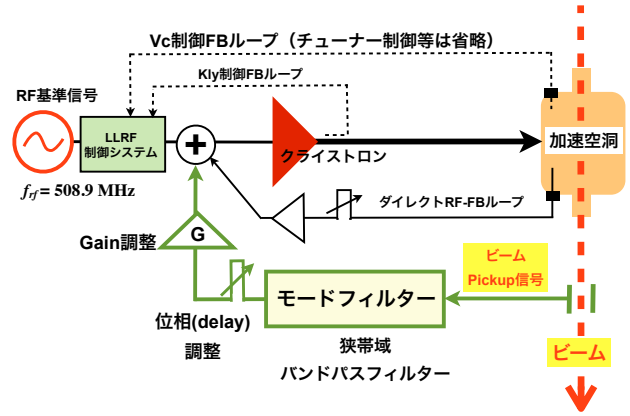 Vc制御FBループ（チューナー制御等は省略）
Kly制御FBループ
RF基準信号
LLRF
制御システム
+
クライストロン
加速空洞
f_rf = 508.9 MHz
ダイレクトRF-FBループ
Gain調整
G
ビーム
Pickup信号
モードフィルター
位相(delay)
調整
狭帯域
バンドパスフィルター
ビーム